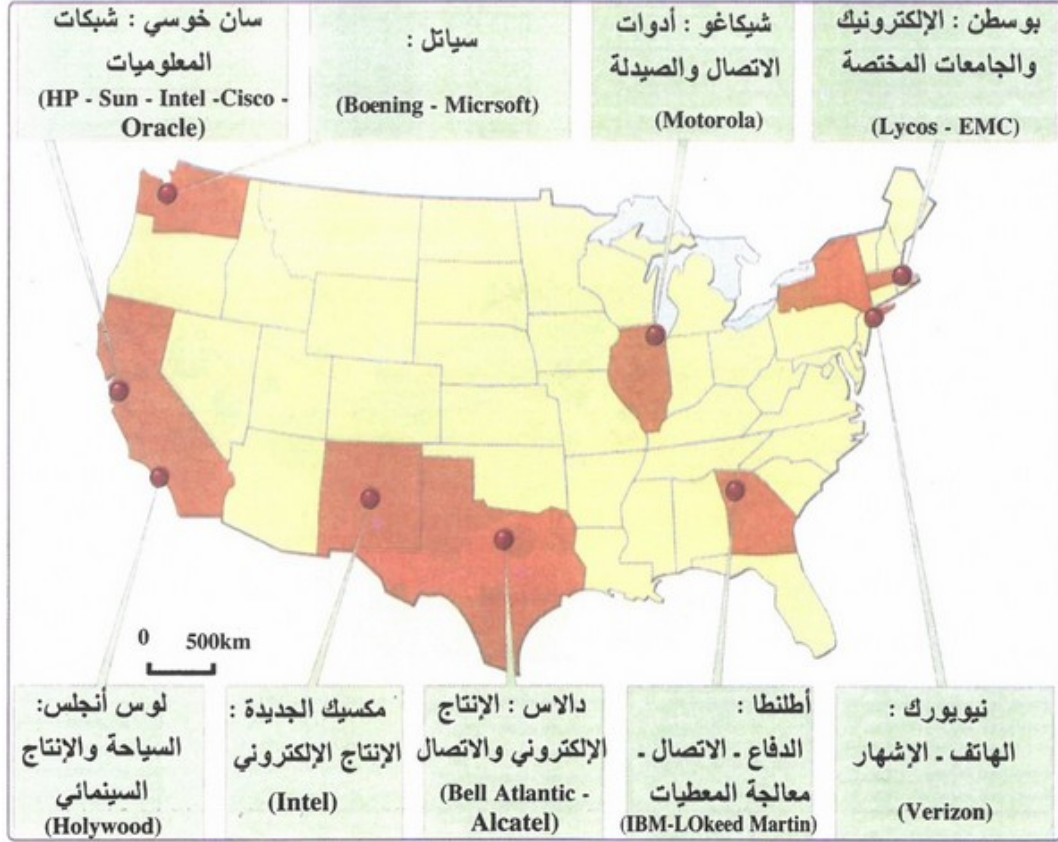 بوسطن : الإلكترونيك
والجامعات المختصة
(Lycos - EMC)
شيكاغو : أدوات
الاتصال والصيدلة
(Motorola)
سياتل :
(Boening - Micrsoft)
سان خوسي : شبكات
المعلوميات
(HP - Sun - Intel -Cisco -
Oracle)
0 500km
نيويورك :
الهاتف ـ الإشهار
(Verizon)
أطلنطا :
الدفاع ـ الاتصال ـ
معالجة المعطيات
(IBM-LOkeed Martin)
دالاس : الإنتاج
الإلكتروني والاتصال
(Bell Atlantic -
Alcatel)
مكسيك الجديدة :
الإنتاج الإلكتروني
(Intel)
لوس أنجلس:
السياحة والإنتاج
السينمائي
(Holywood)